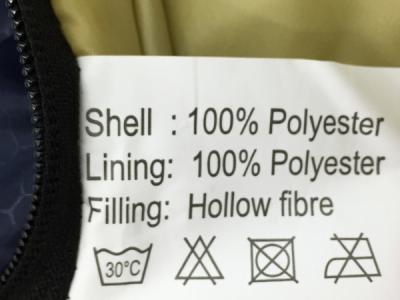 Shell : 100% Polyester
Lining: 100% Polyester
Filling: Hollow fibre
30°C